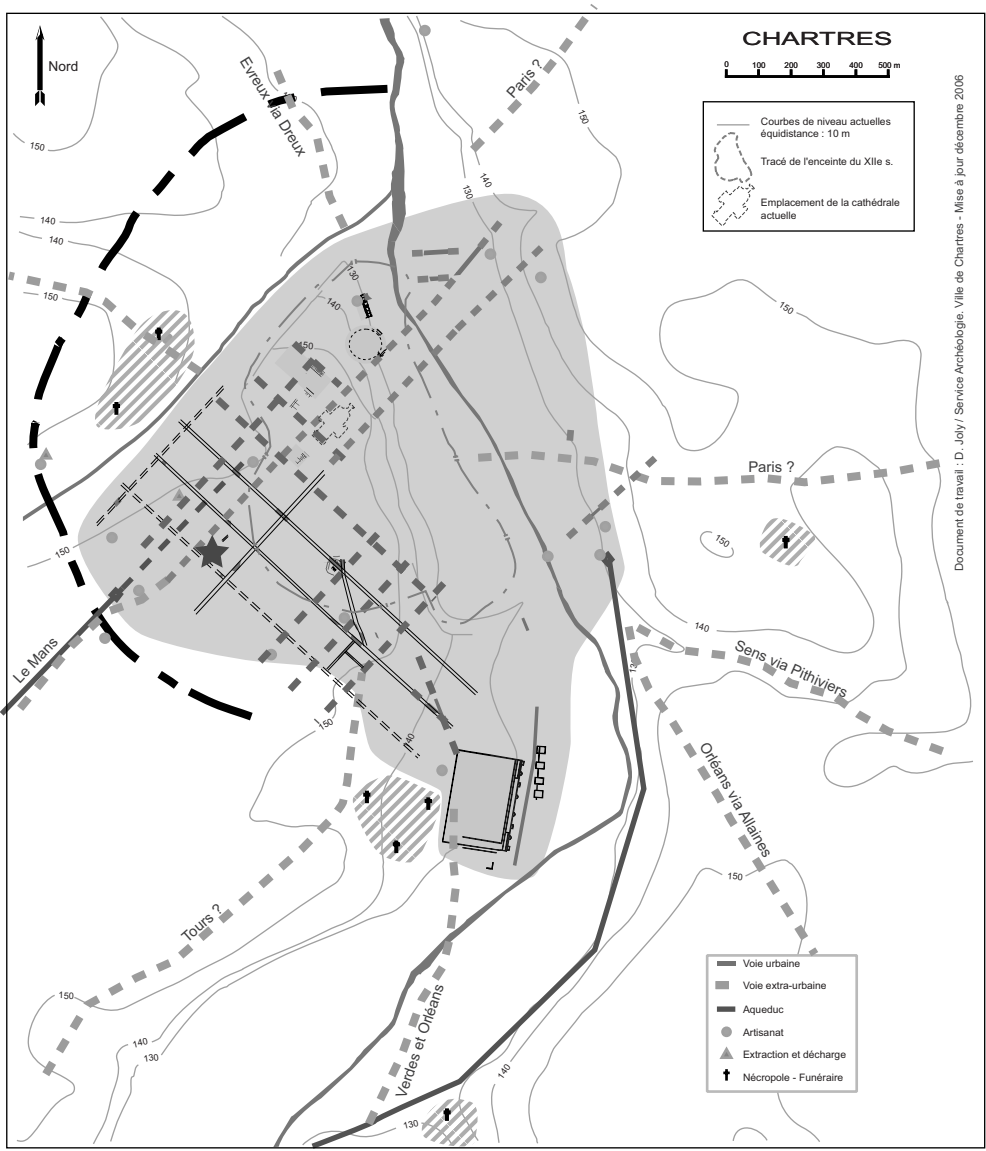 CHARTRES
0 100 200 300 400 500 m
Nord
Courbes de niveau actuelles
équidistance : 10 m
Tracé de l'enceinte du XIIe s.
Emplacement de la cathédrale
actuelle
Document de travail : D. Joly / Service Archéologie. Ville de Chartres - Mise à jour décembre 2006
Evreux via Dreux
Paris ?
150
150
140
130
140
140
150
130
140
150
150
Paris ?
150
150
140
Le Mans
Sens via Pithiviers
13
150
140
Orléans via Allaines
150
Tours ?
Verdes et Orléans
150
140
130
140
130
Voie urbaine
Voie extra-urbaine
Aqueduc
Artisanat
Extraction et décharge
Nécropole - Funéraire